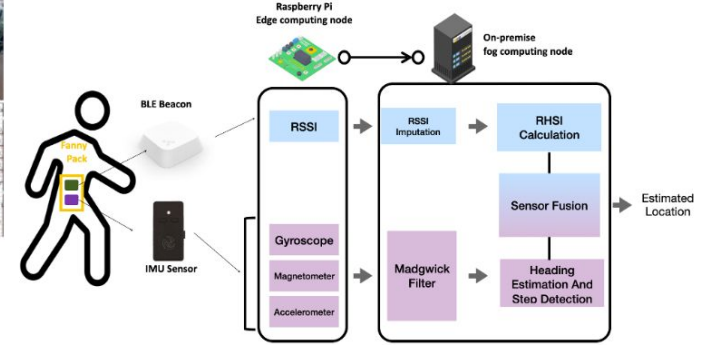 Raspberry Pi
Edge computing node
On-premise
fog computing node
BLE Beacon
Fanny
Pack
IMU Sensor
RSSI
Gyroscope
Magnetometer
Accelerometer
RSSI
Imputation
Madgwick
Filter
RHSI
Calculation
Sensor Fusion
Heading
Estimation And
Step Detection
Estimated
Location